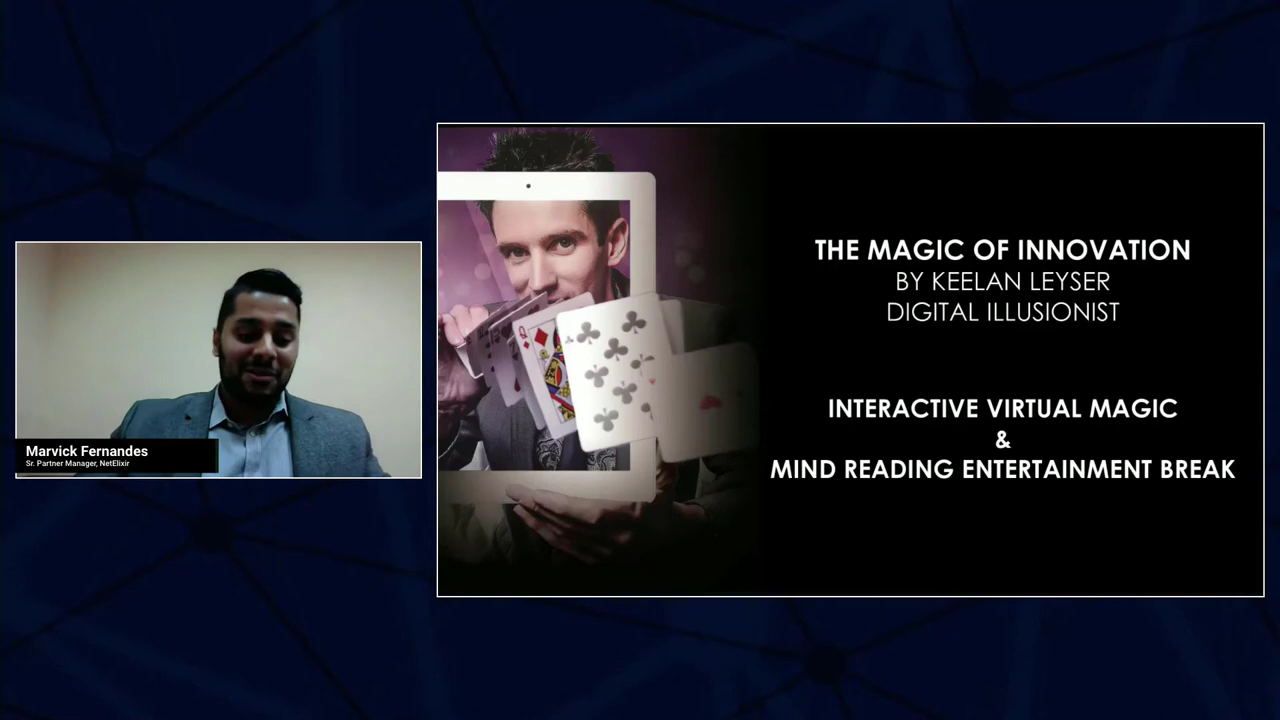 Marvick Fernandes
Sr. Partner Manager, NetElixir
THE MAGIC OF INNOVATION
BY KEELAN LEYSER
DIGITAL ILLUSIONIST
INTERACTIVE VIRTUAL MAGIC
&
MIND READING ENTERTAINMENT BREAK